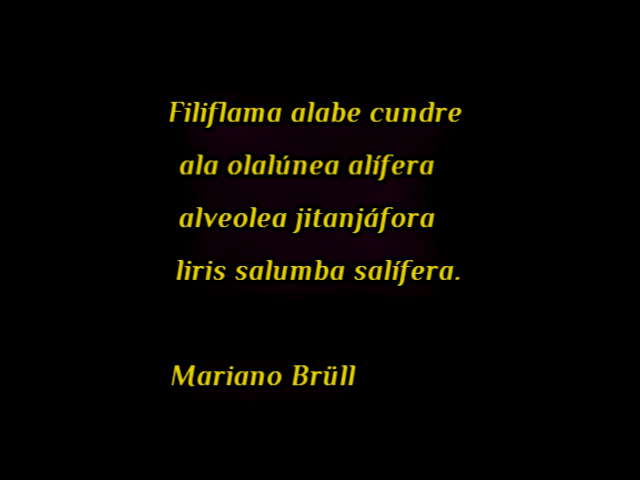 Filiflama alabe cundre
ala olalúnea alífera
alveolea jitanjáfora
liris salumba salífera.
Mariano Brüll